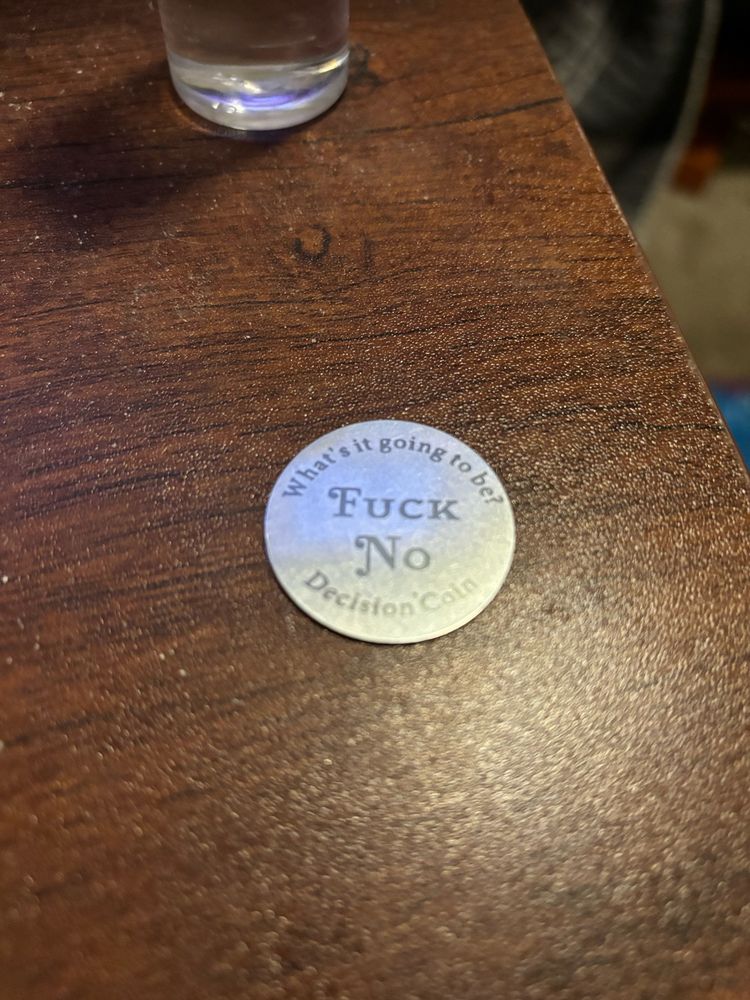 What's it going to be?
Fuck
No
Decision Coin